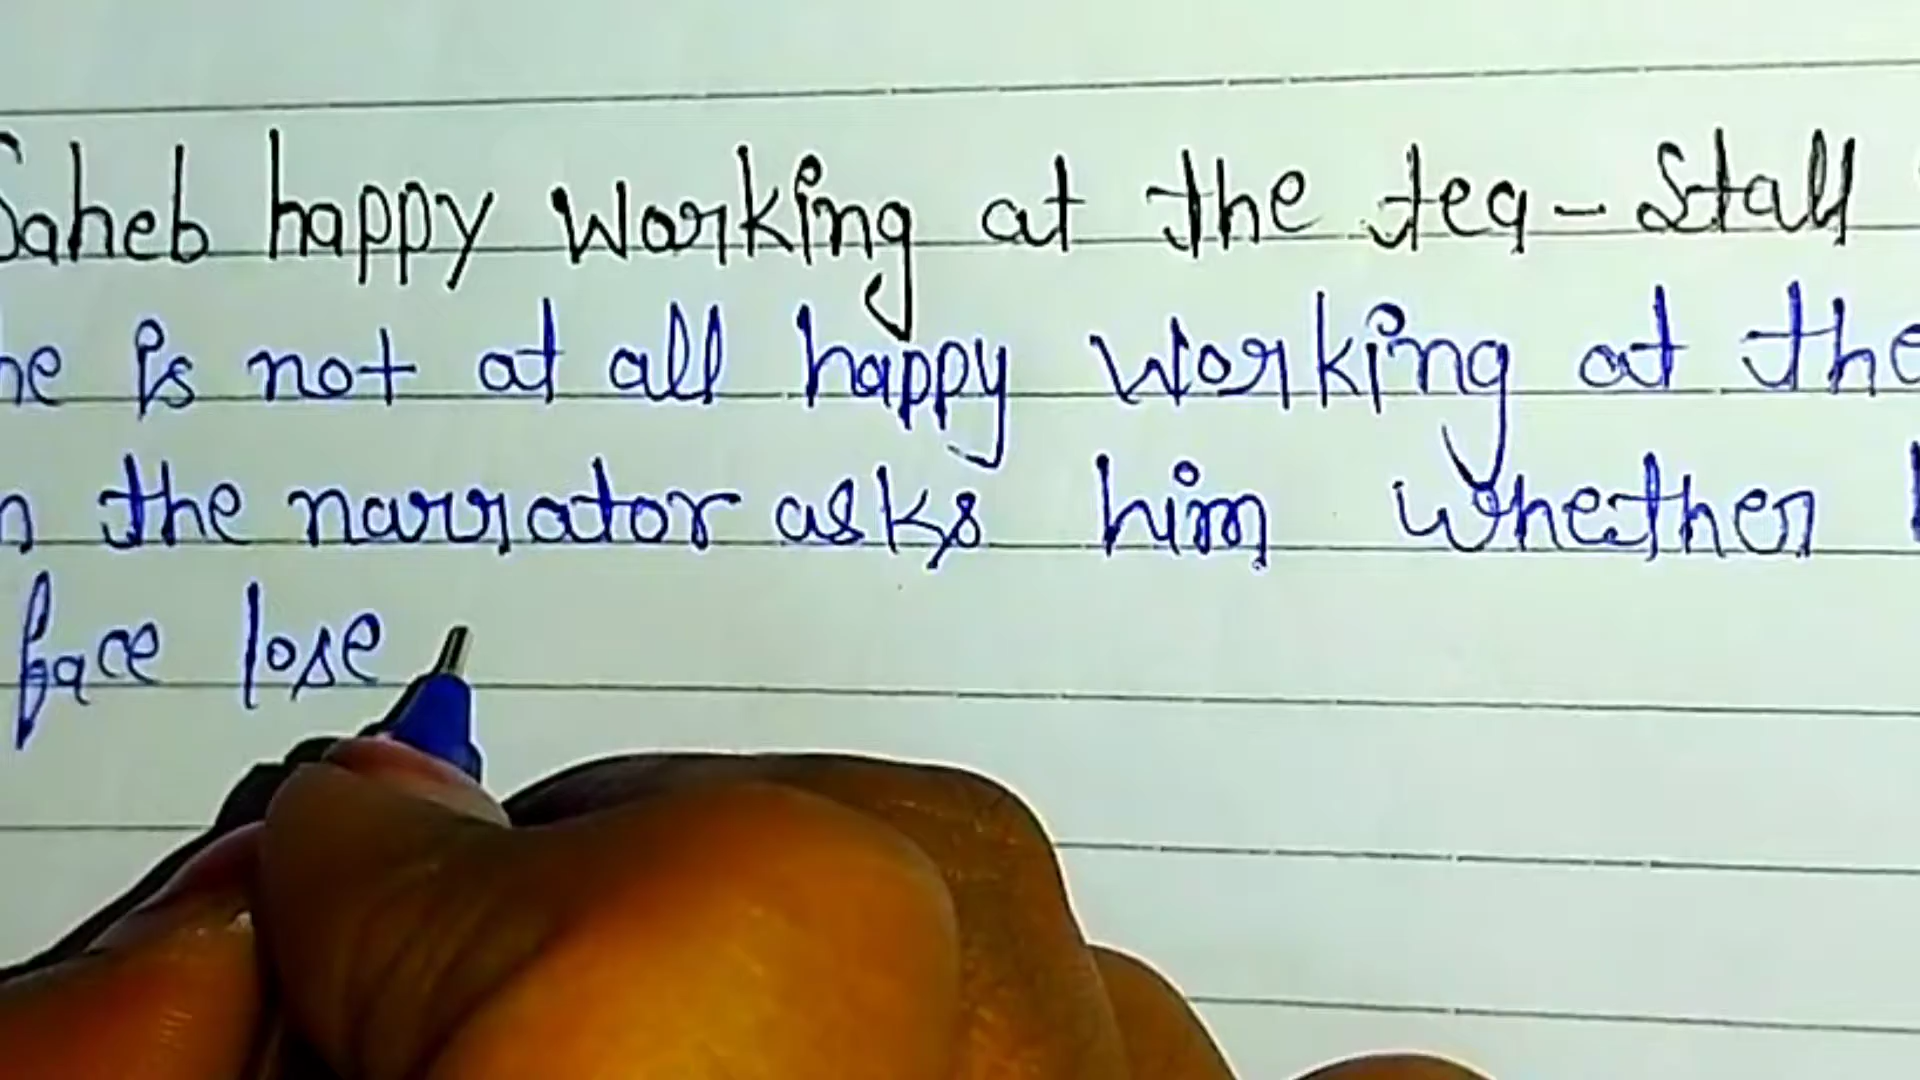 Saheb happy working at the tea-stall
he is not at all happy working at the
the narrator asks him whether
face lose